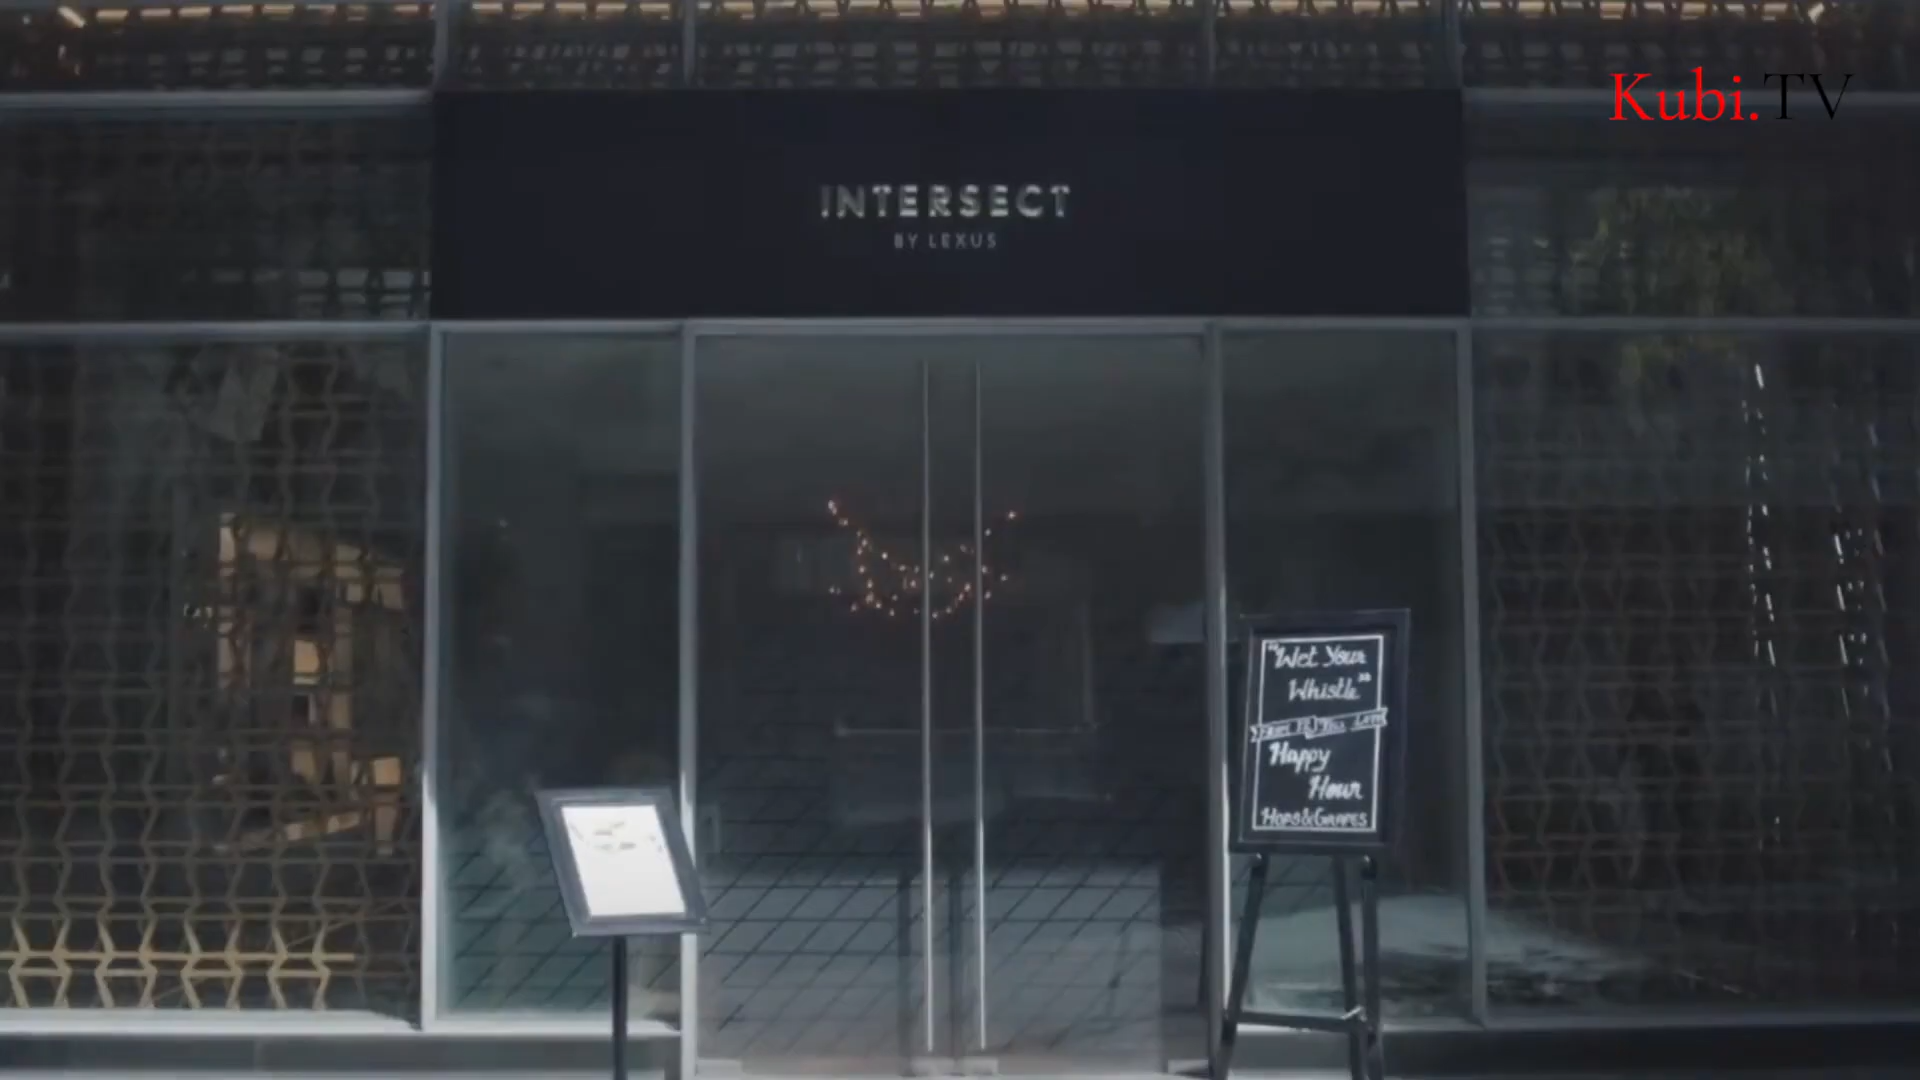 Kubi.TV
INTERSECT
BY LEXUS
"Wet Your
Whistle"
Happy
Hour
HOPS&GRAPES